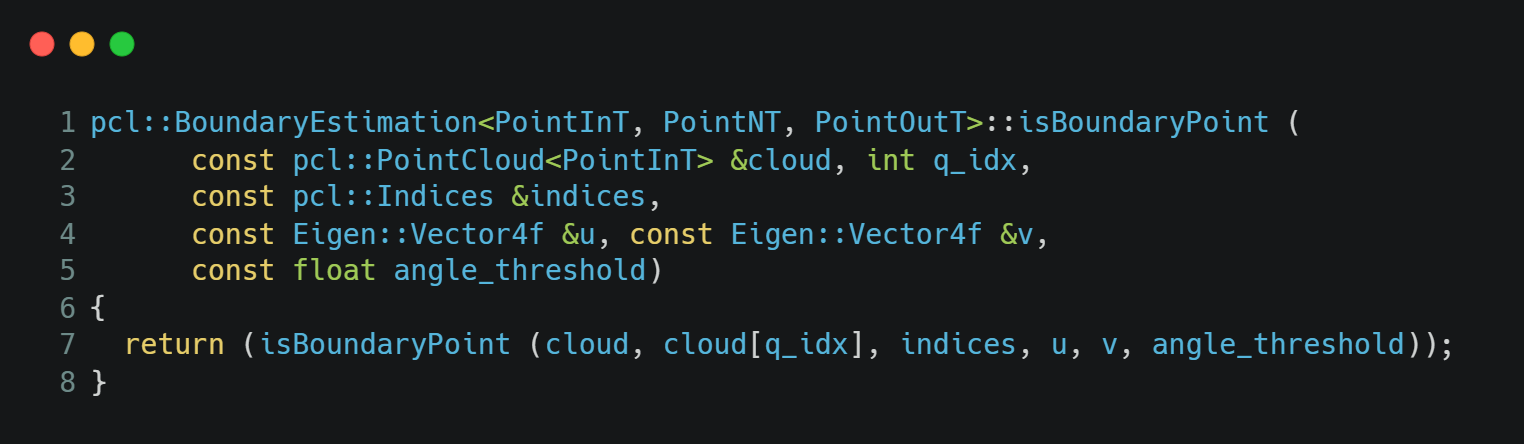 1 pcl::BoundaryEstimation<PointInT, PointNT, PointOutT>::isBoundaryPoint (
2       const pcl::PointCloud<PointInT> &cloud, int q_idx,
3       const pcl::Indices &indices,
4       const Eigen::Vector4f &u, const Eigen::Vector4f &v,
5       const float angle_threshold)
6 {
7   return (isBoundaryPoint (cloud, cloud[q_idx], indices, u, v, angle_threshold));
8 }